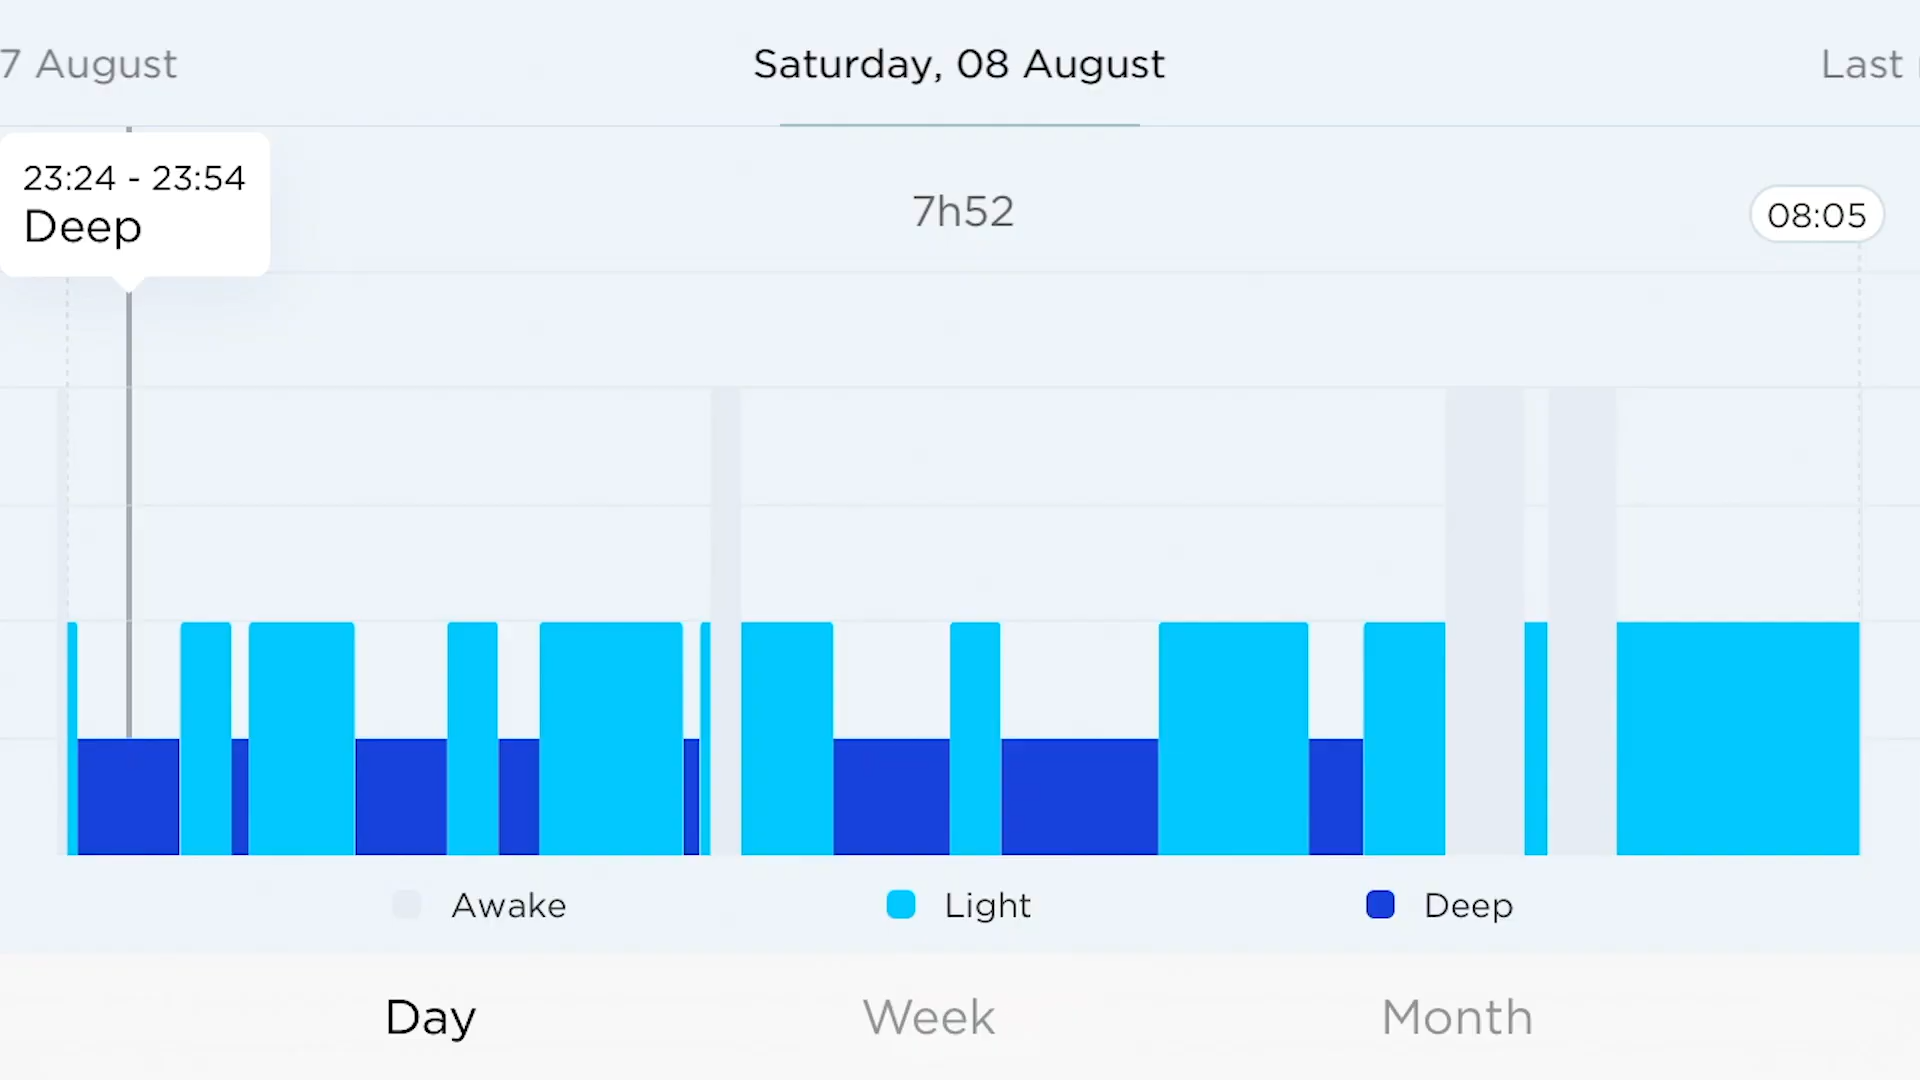 7 August
Saturday, 08 August
Last
23:24 - 23:54
Deep
7h52
08:05
Awake
Light
Deep
Day
Week
Month